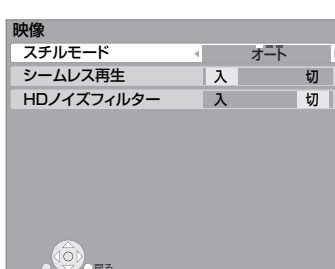 映像
スチルモード オート
シームレス再生 入 切
HDノイズフィルター 入 切
戻る